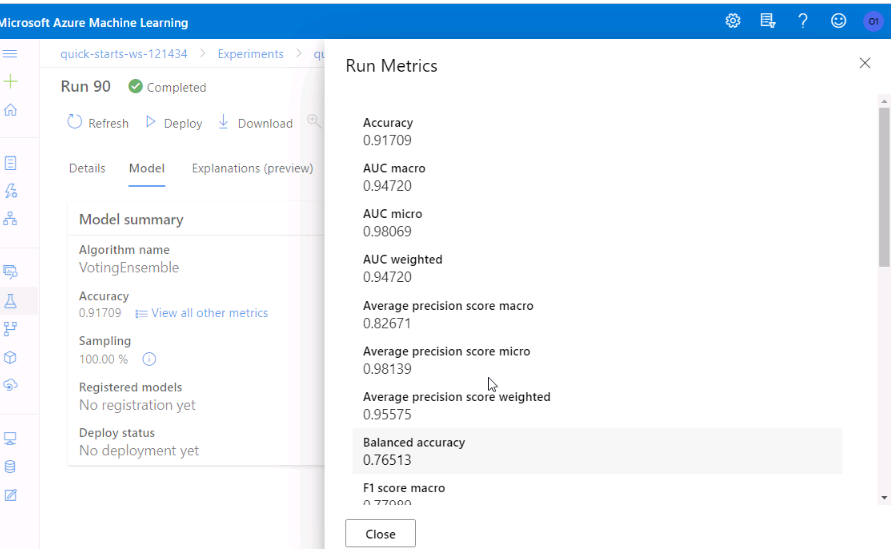 Microsoft Azure Machine Learning
01
quick-starts-ws-121434 > Experiments > qu
Run 90 Completed
Refresh Deploy Download
Details Model Explanations (preview)
Model summary
Algorithm name
VotingEnsemble
Accuracy
0.91709 View all other metrics
Sampling
100.00 %
Registered models
No registration yet
Deploy status
No deployment yet
Run Metrics
Accuracy
0.91709
AUC macro
0.94720
AUC micro
0.98069
AUC weighted
0.94720
Average precision score macro
0.82671
Average precision score micro
0.98139
Average precision score weighted
0.95575
Balanced accuracy
0.76513
F1 score macro
0.77989
Close